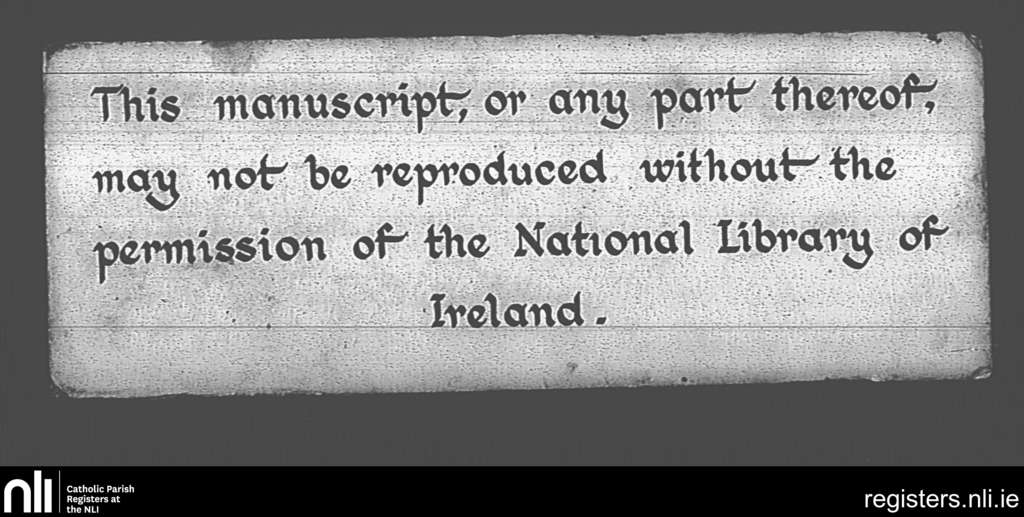 This manuscript, or any part thereof,
may not be reproduced without the
permission of the National Library of
Ireland.
nli
Catholic Parish
Registers at
the NLI
registers.nli.ie